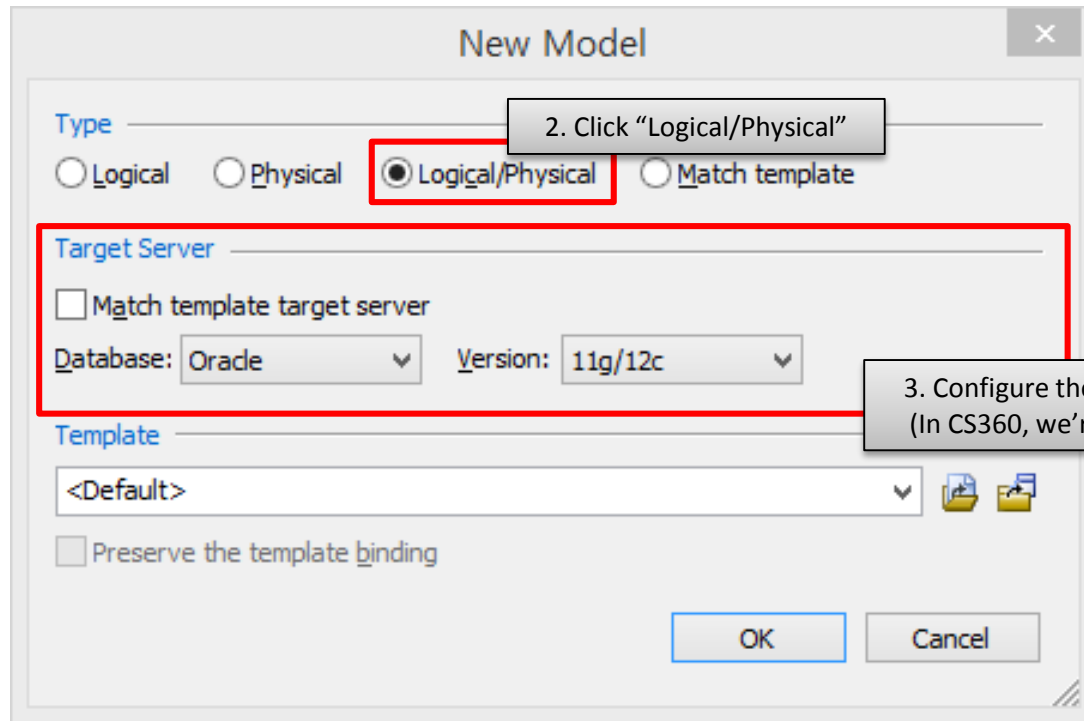 New Model
Type
2. Click “Logical/Physical”
Logical Physical Logical/Physical Match template
Target Server
Match template target server
Database: Oracle Version: 11g/12c
3. Configure the
(In CS360, we’r
Template
<Default>
Preserve the template binding
OK Cancel